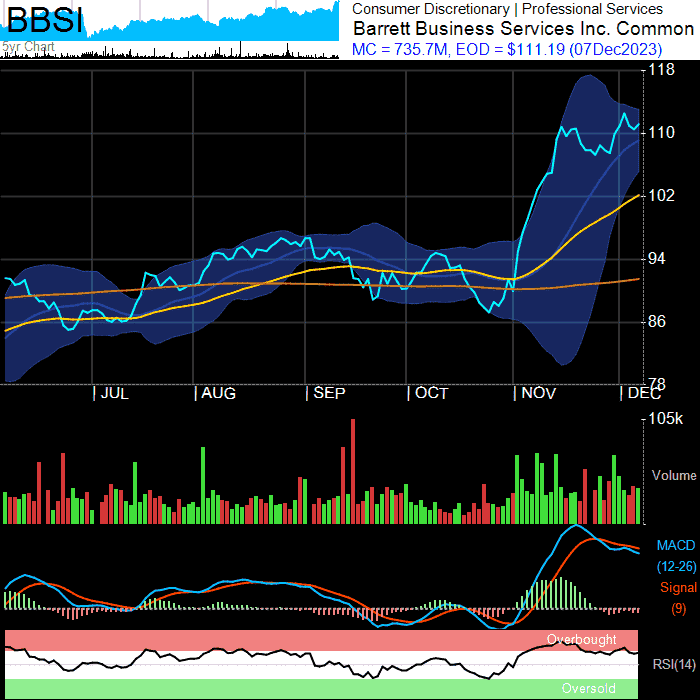 BBSI
5yr Chart
Consumer Discretionary | Professional Services
Barrett Business Services Inc. Common
MC = 735.7M, EOD = $111.19 (07Dec2023)
118
110
102
94
86
78
JUL AUG SEP OCT NOV DEC
105k
Volume
MACD
(12-26)
Signal
(9)
Overbought
RSI(14)
Oversold